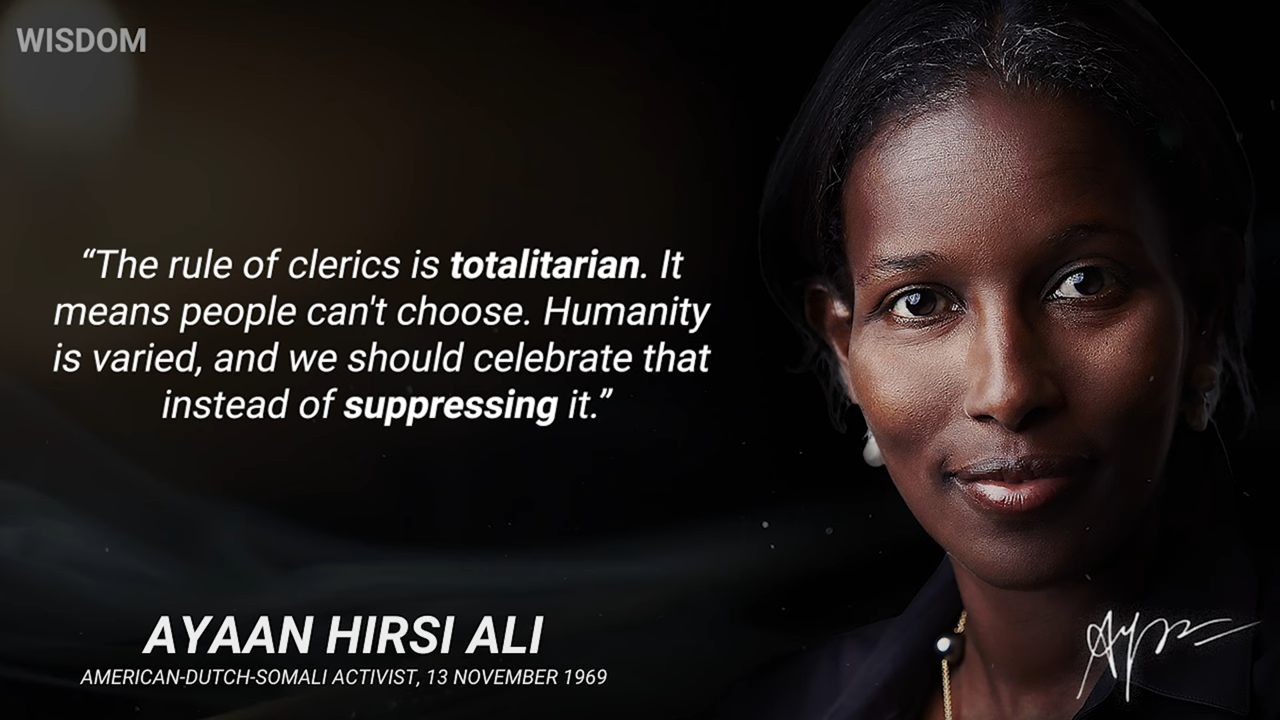 WISDOM
“The rule of clerics is totalitarian. It
means people can't choose. Humanity
is varied, and we should celebrate that
instead of suppressing it.”
AYAAN HIRSI ALI
AMERICAN-DUTCH-SOMALI ACTIVIST, 13 NOVEMBER 1969